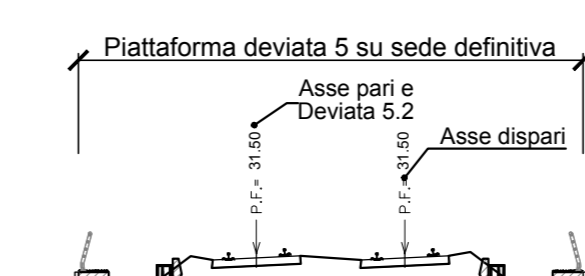 Piattaforma deviata 5 su sede definitiva
Asse pari e
Deviata 5.2
Asse dispari
P.F.= 31.50
P.F.= 31.50